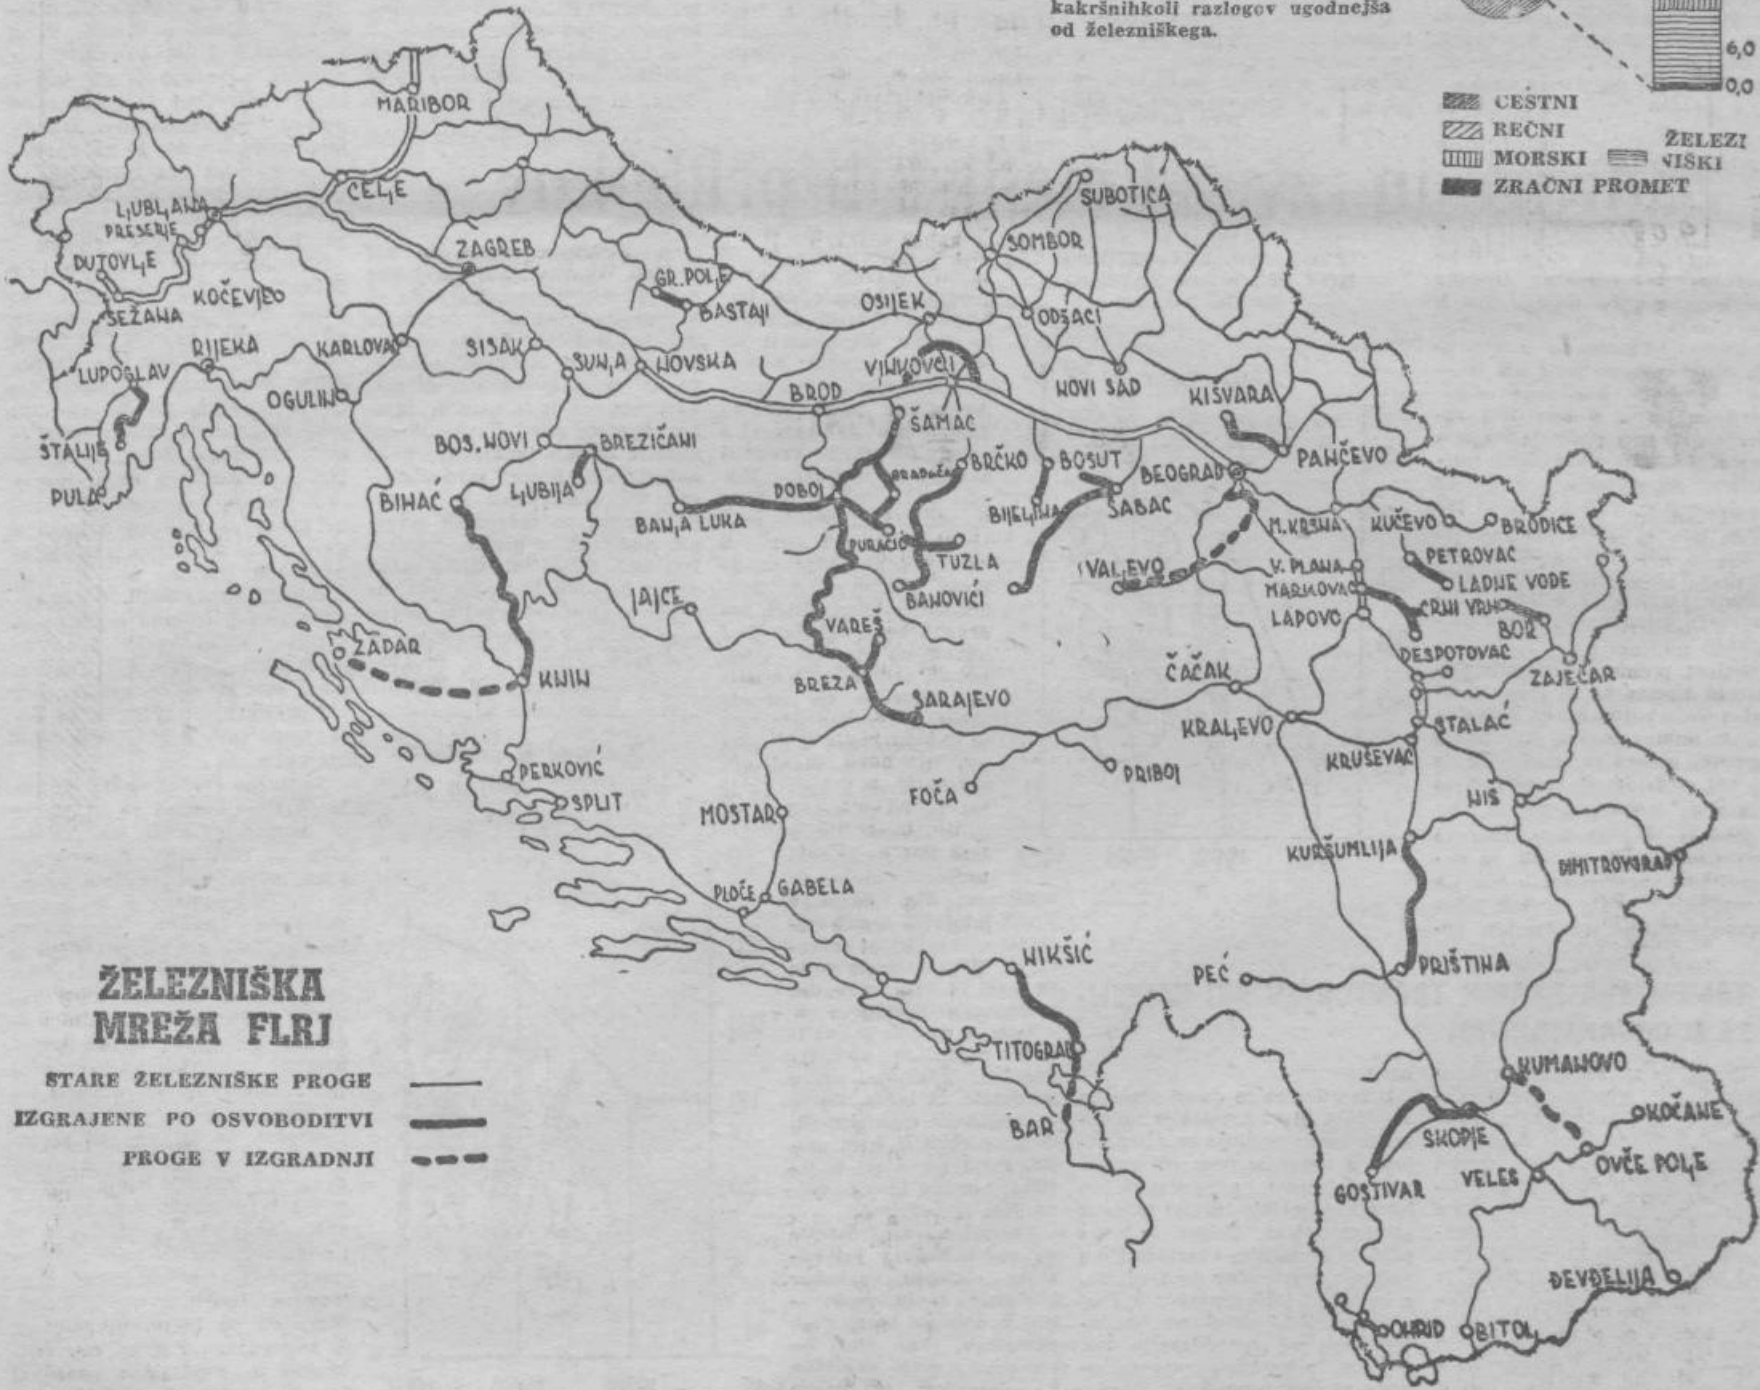 kakršnihkoli razlogov ugodnejša
od železniškega.
6,0
0,0
CESTNI
REČNI
MORSKI
ŽELEZI
NIŠKI
ZRAČNI PROMET
MARIBOR
CELJE
LJUBLJANA
PRESERJE
DUTOVLJE
SEŽANA
KOČEVJE
ZAGREB
GR. POLJE
BASTAJI
SUBOTICA
SOMBOR
ODŽACI
OSIJEK
RIJEKA
KARLOVAC
SISAK
SUNJA
NOVSKA
VINKOVCI
NOVI SAD
LUPOGLAV
OGULIN
BROD
KIŠVARA
ŠTALIJE
PULA
BOS. NOVI
BREZIČANI
ŠAMAC
BRČKO
BOSUT
BEOGRAD
PANČEVO
BIHAĆ
LJUBIJA
BANJA LUKA
DOBOJ
GRADAČAC
BIJELJINA
ŠABAC
M. KRSNA
KUČEVO
BRODICE
PURAČIĆ
TUZLA
VALJEVO
V. PLANA
PETROVAC
LADNE VODE
JAJCE
BANOVIĆI
MARKOVAC
LAPOVO
CRNI VRH
BOR
ZADAR
VAREŠ
DESPOTOVAC
ZAJEČAR
KNIN
BREZA
SARAJEVO
ČAČAK
KRALJEVO
STALAĆ
KRUŠEVAC
PERKOVIĆ
SPLIT
FOČA
PRIBOJ
NIŠ
MOSTAR
KURŠUMLIJA
DIMITROVGRAD
PLOČE
GABELA
NIKŠIĆ
PEĆ
PRIŠTINA
TITOGRAD
BAR
KUMANOVO
KOČANE
SKOPJE
OVČE POLJE
GOSTIVAR
VELES
ĐEVĐELIJA
OHRID
BITOLJ
ŽELEZNIŠKA
MREŽA FLRJ
STARE ŽELEZNIŠKE PROGE
IZGRAJENE PO OSVOBODITVI
PROGE V IZGRADNJI